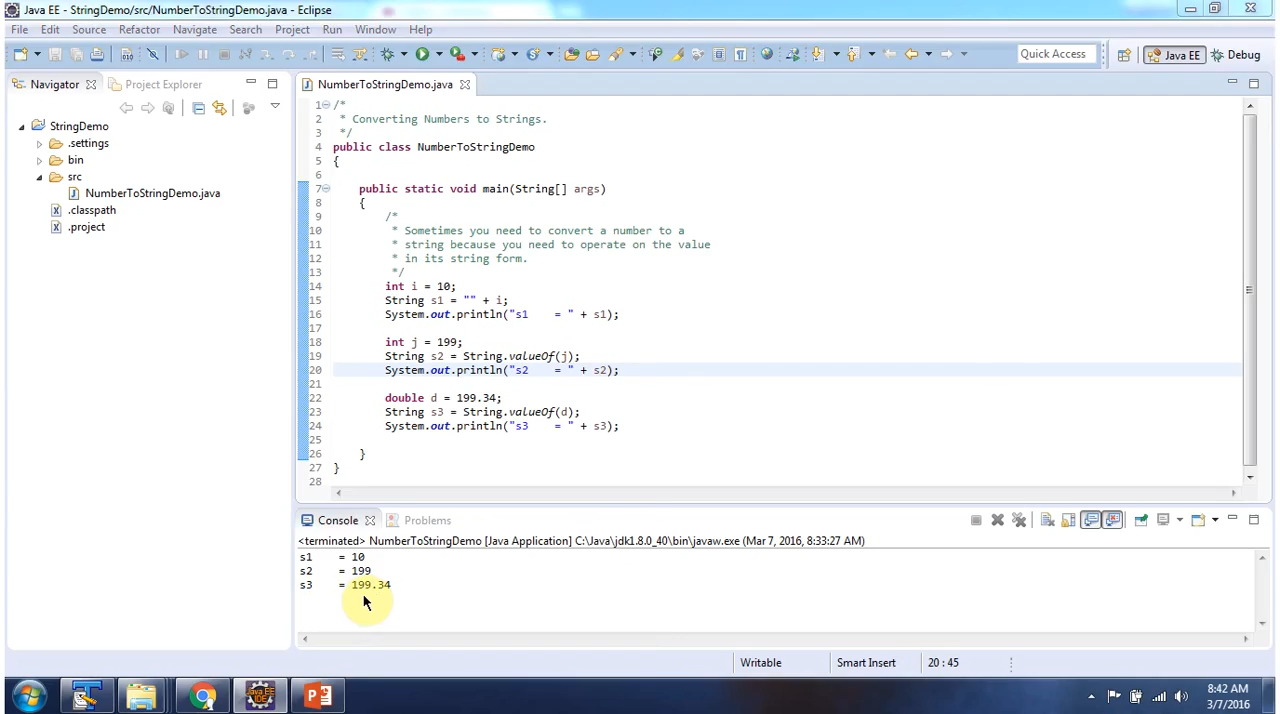 Java EE - StringDemo/src/NumberToStringDemo.java - Eclipse
File Edit Source Refactor Navigate Search Project Run Window Help
Quick Access Java EE Debug
Navigator Project Explorer
StringDemo
.settings
bin
src
NumberToStringDemo.java
.classpath
.project
NumberToStringDemo.java
1 /*
2  * Converting Numbers to Strings.
3  */
4 public class NumberToStringDemo
5 {
6
7     public static void main(String[] args)
8     {
9         /*
10          * Sometimes you need to convert a number to a
11          * string because you need to operate on the value
12          * in its string form.
13          */
14         int i = 10;
15         String s1 = "" + i;
16         System.out.println("s1    = " + s1);
17
18         int j = 199;
19         String s2 = String.valueOf(j);
20         System.out.println("s2    = " + s2);
21
22         double d = 199.34;
23         String s3 = String.valueOf(d);
24         System.out.println("s3    = " + s3);
25
26     }
27 }
28
Console Problems
<terminated> NumberToStringDemo [Java Application] C:\Java\jdk1.8.0_40\bin\javaw.exe (Mar 7, 2016, 8:33:27 AM)
s1    = 10
s2    = 199
s3    = 199.34
Writable Smart Insert 20 : 45
Java EE
IDE
8:42 AM
3/7/2016